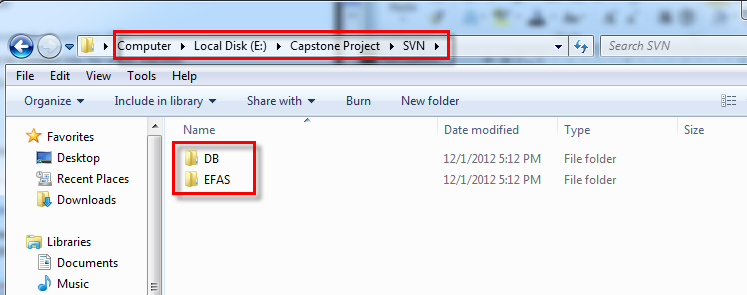 Computer Local Disk (E:) Capstone Project SVN Search SVN
File Edit View Tools Help
Organize Include in library Share with Burn New folder
Name Date modified Type Size
Favorites
Desktop
Recent Places
Downloads
Libraries
Documents
Music
DB 12/1/2012 5:12 PM File folder
EFAS 12/1/2012 5:12 PM File folder